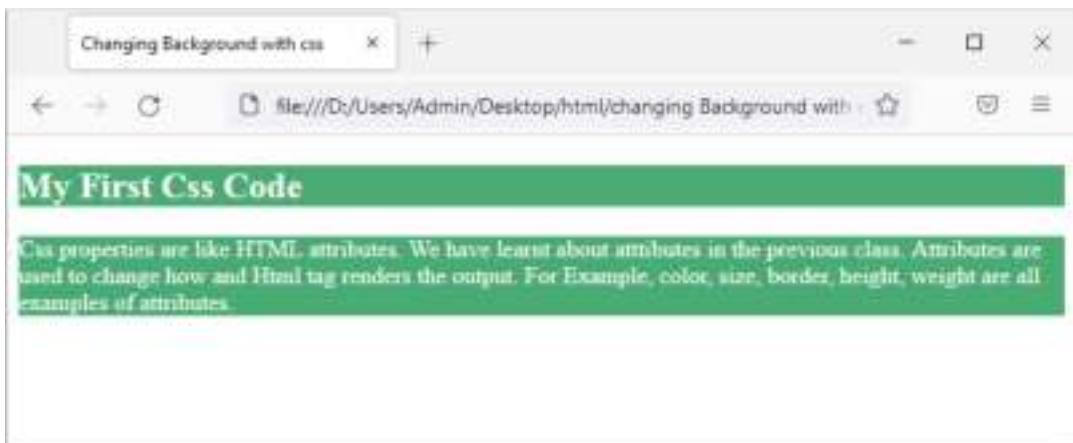 Changing Background with css
file:///D:/Users/Admin/Desktop/html/changing Background with
My First Css Code
Css properties are like HTML attributes. We have learnt about attributes in the previous class. Attributes are
used to change how and Html tag renders the output. For Example, color, size, border, height, weight are all
examples of attributes.